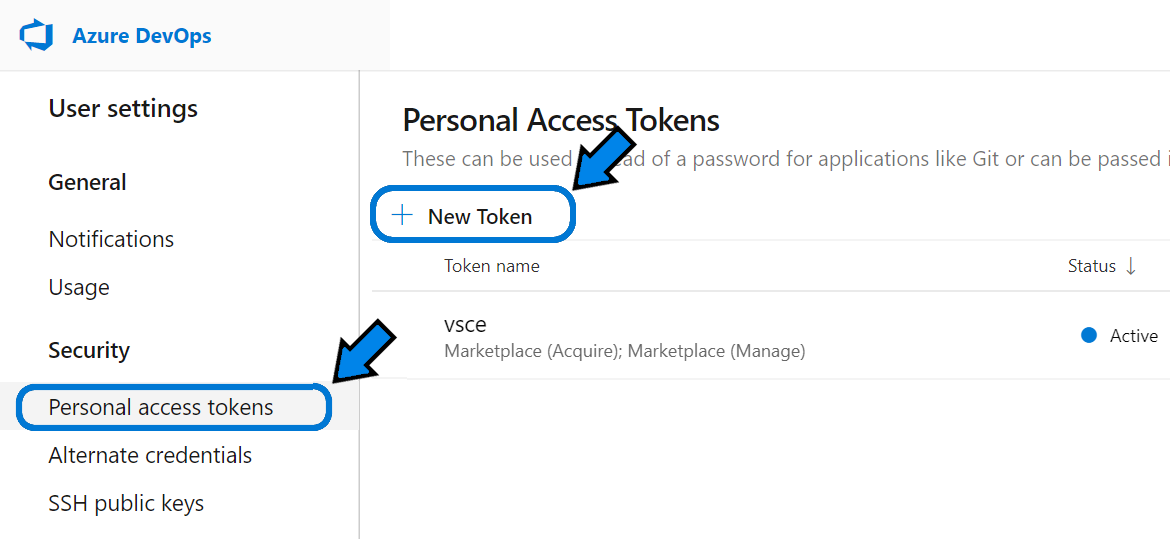 Azure DevOps
User settings
General
Notifications
Usage
Security
Personal access tokens
Alternate credentials
SSH public keys
Personal Access Tokens
These can be used of a password for applications like Git or can be passed
New Token
Token name
Status
vsce
Marketplace (Acquire); Marketplace (Manage)
Active